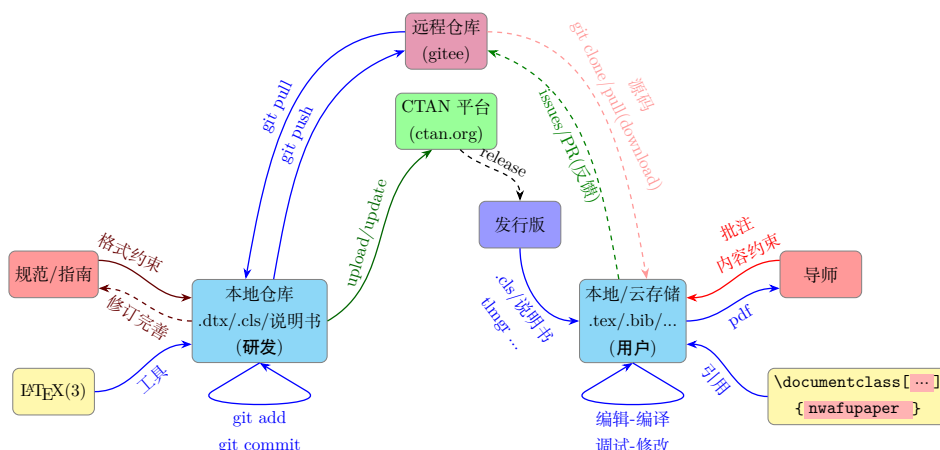 远程仓库
(gitee)
git pull
git push
git clone/pull(download)
源码
issues/PR(反馈)
CTAN 平台
(ctan.org)
release
upload/update
发行版
.cls/说明书
tlmgr ...
规范/指南
格式约束
修订完善
本地仓库
.dtx/.cls/说明书
(研发)
本地/云存储
.tex/.bib/...
(用户)
批注
内容约束
导师
pdf
LATEX(3)
工具
git add
git commit
编辑-编译
调试-修改
引用
\documentclass[ ... ]
{ nwafupaper }